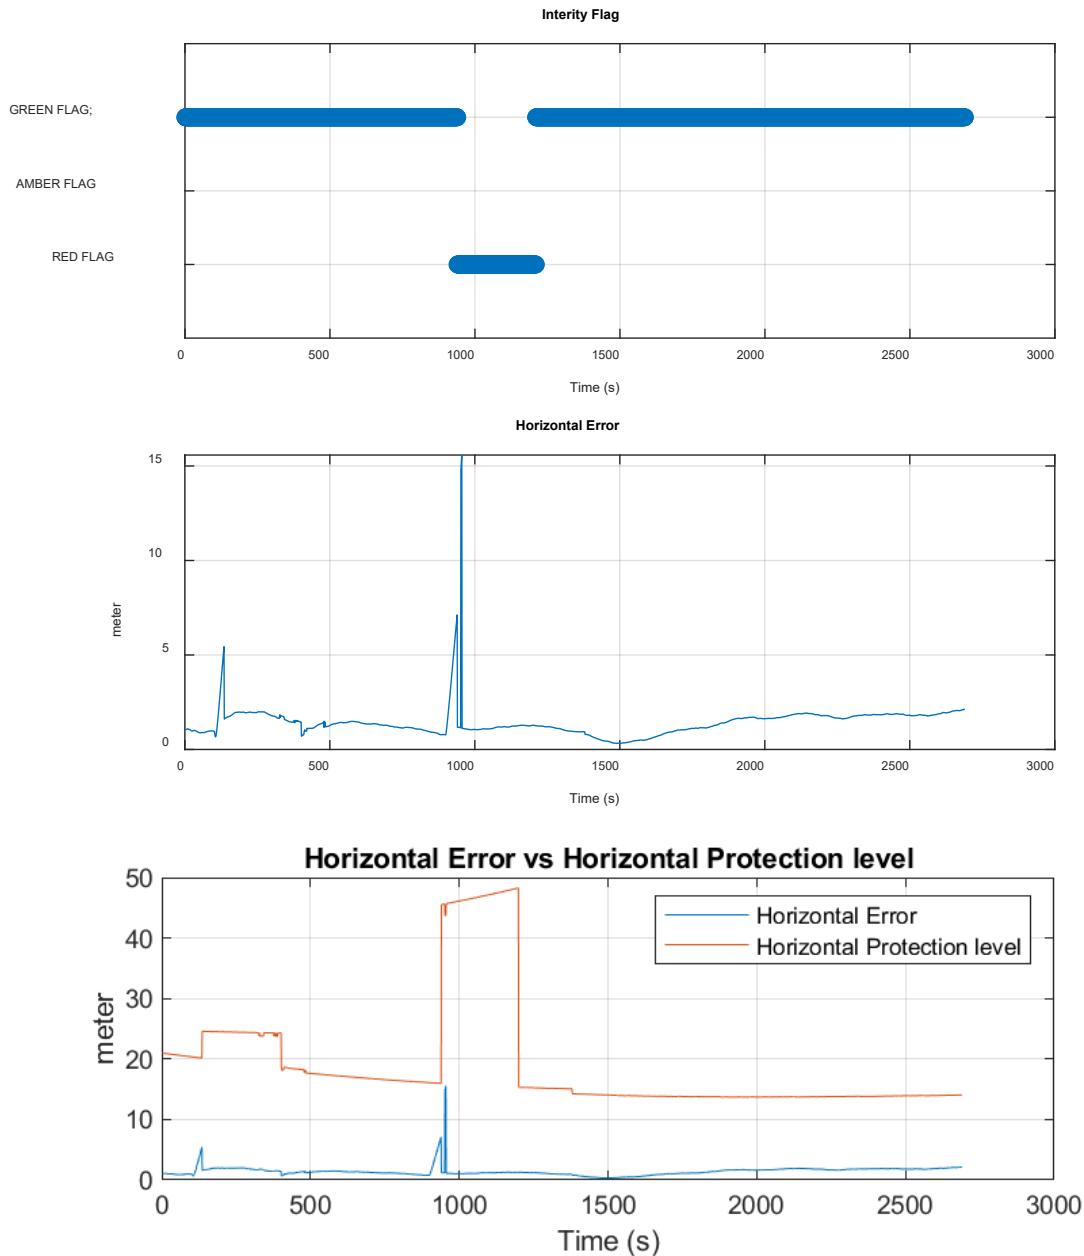 Interity Flag
GREEN FLAG;
AMBER FLAG
RED FLAG
0 500 1000 1500 2000 2500 3000
Time (s)
Horizontal Error
15
10
meter
5
0
0 500 1000 1500 2000 2500 3000
Time (s)
Horizontal Error vs Horizontal Protection level
50
Horizontal Error
40
Horizontal Protection level
30
meter
20
10
0
0 500 1000 1500 2000 2500 3000
Time (s)